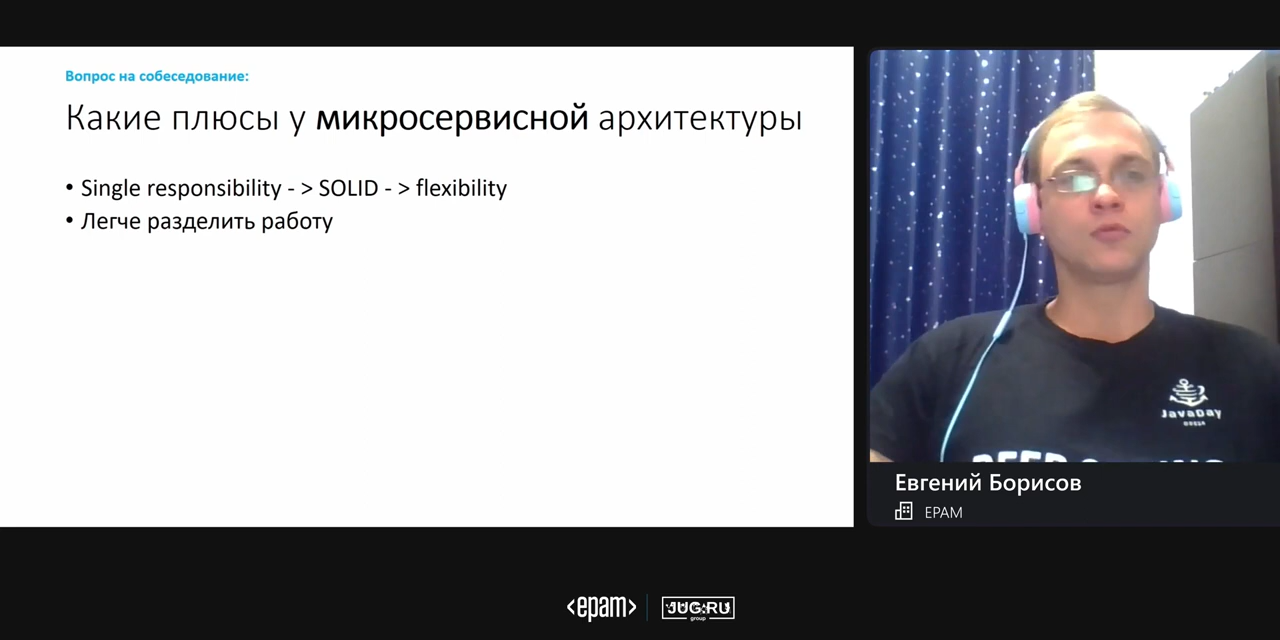 Вопрос на собеседование:
Какие плюсы у микросервисной архитектуры
• Single responsibility - > SOLID - > flexibility
• Легче разделить работу
JavaDay
Евгений Борисов
EPAM
<epam>
JUG.RU
group